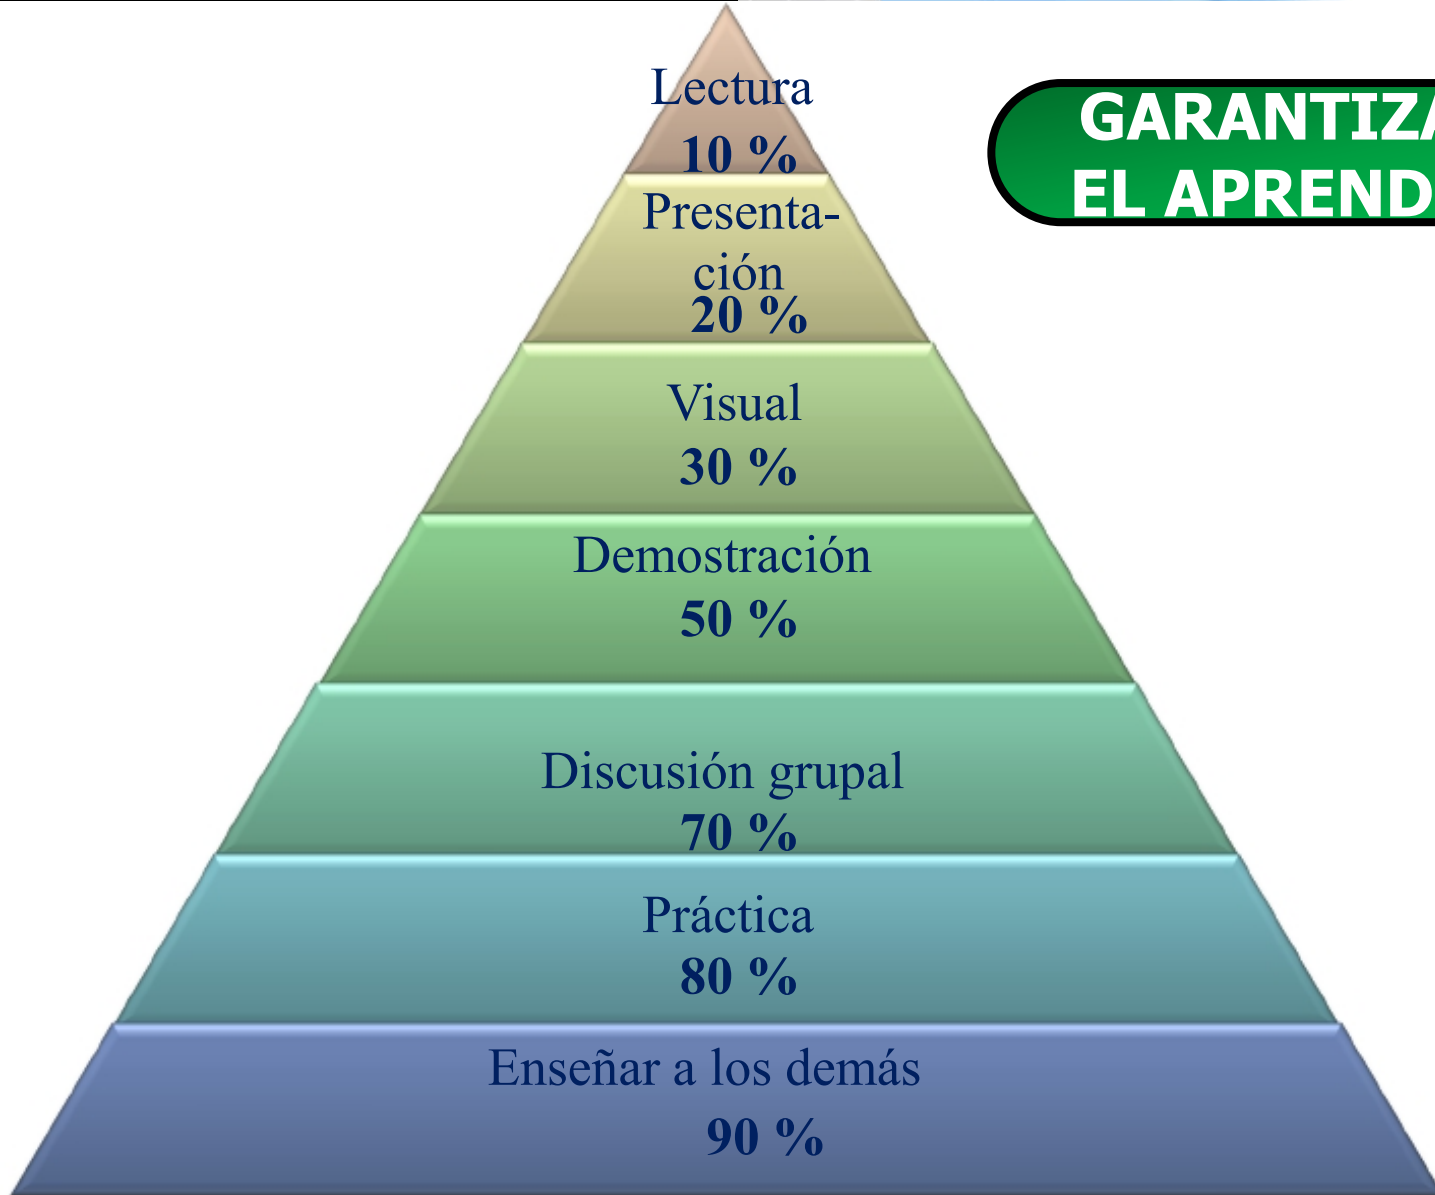 Lectura
10 %
GARANTIZA
EL APREND
Presenta-
ción
20 %
Visual
30 %
Demostración
50 %
Discusión grupal
70 %
Práctica
80 %
Enseñar a los demás
90 %